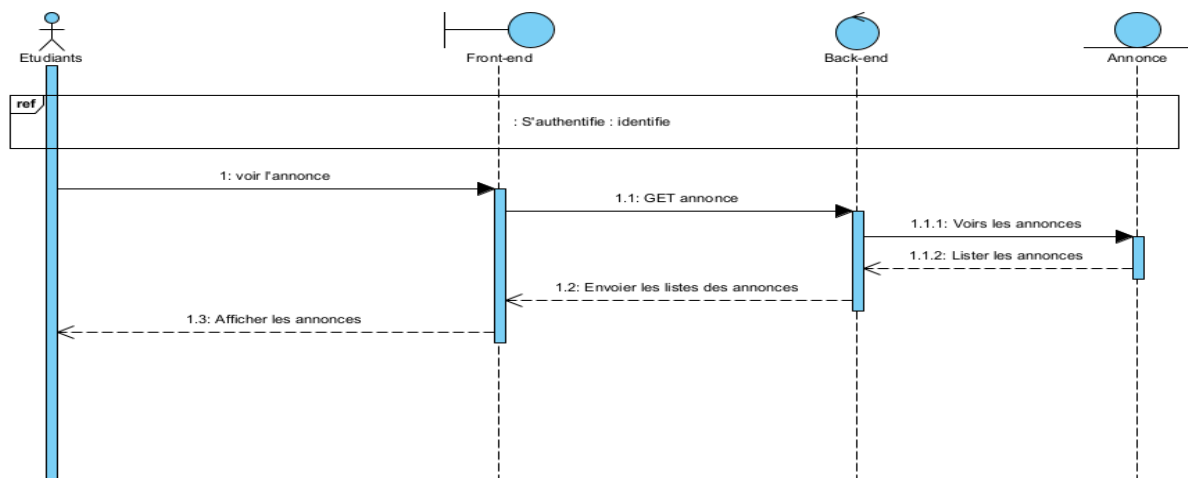 Etudiants
Front-end
Back-end
Annonce
ref
: S'authentifie : identifie
1: voir l'annonce
1.1: GET annonce
1.1.1: Voirs les annonces
1.1.2: Lister les annonces
1.2: Envoier les listes des annonces
1.3: Afficher les annonces